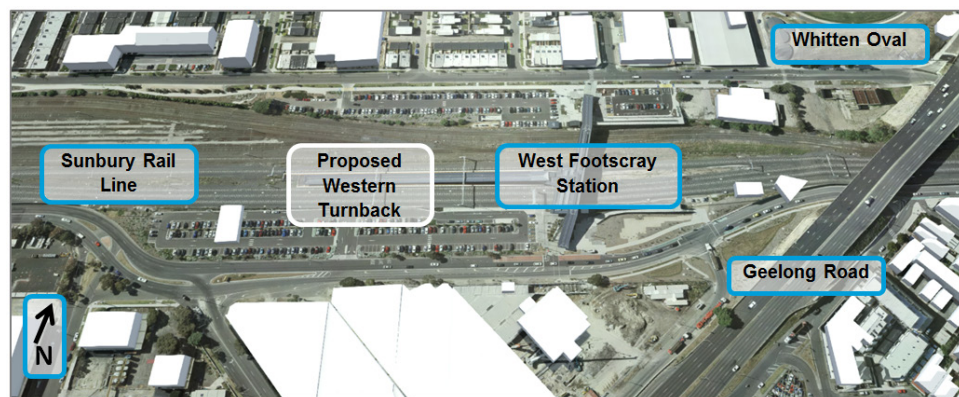 Whitten Oval
Sunbury Rail
Line
Proposed
Western
Turnback
West Footscray
Station
Geelong Road
N